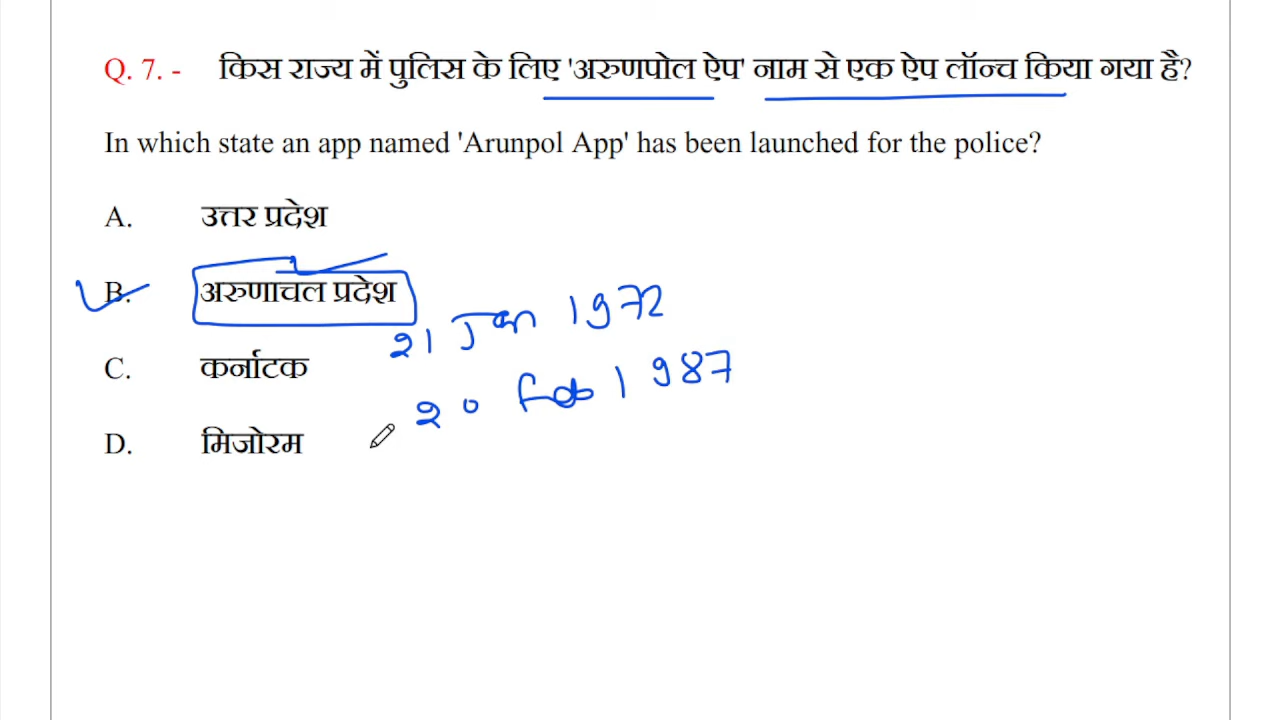 Q. 7. - किस राज्य में पुलिस के लिए 'अरुणपोल ऐप' नाम से एक ऐप लॉन्च किया गया है?
In which state an app named 'Arunpol App' has been launched for the police?
A. उत्तर प्रदेश
B. अरुणाचल प्रदेश
21 Jan 1972
C. कर्नाटक
20 Feb 1987
D. मिजोरम